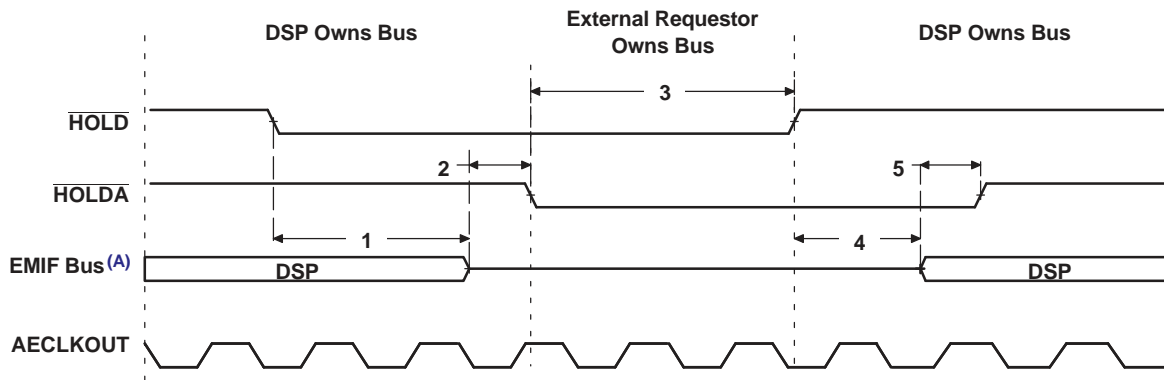 DSP Owns Bus
External Requestor
Owns Bus
DSP Owns Bus
3
HOLD
2
5
HOLDA
1
4
EMIF Bus(A)
DSP
DSP
AECLKOUT